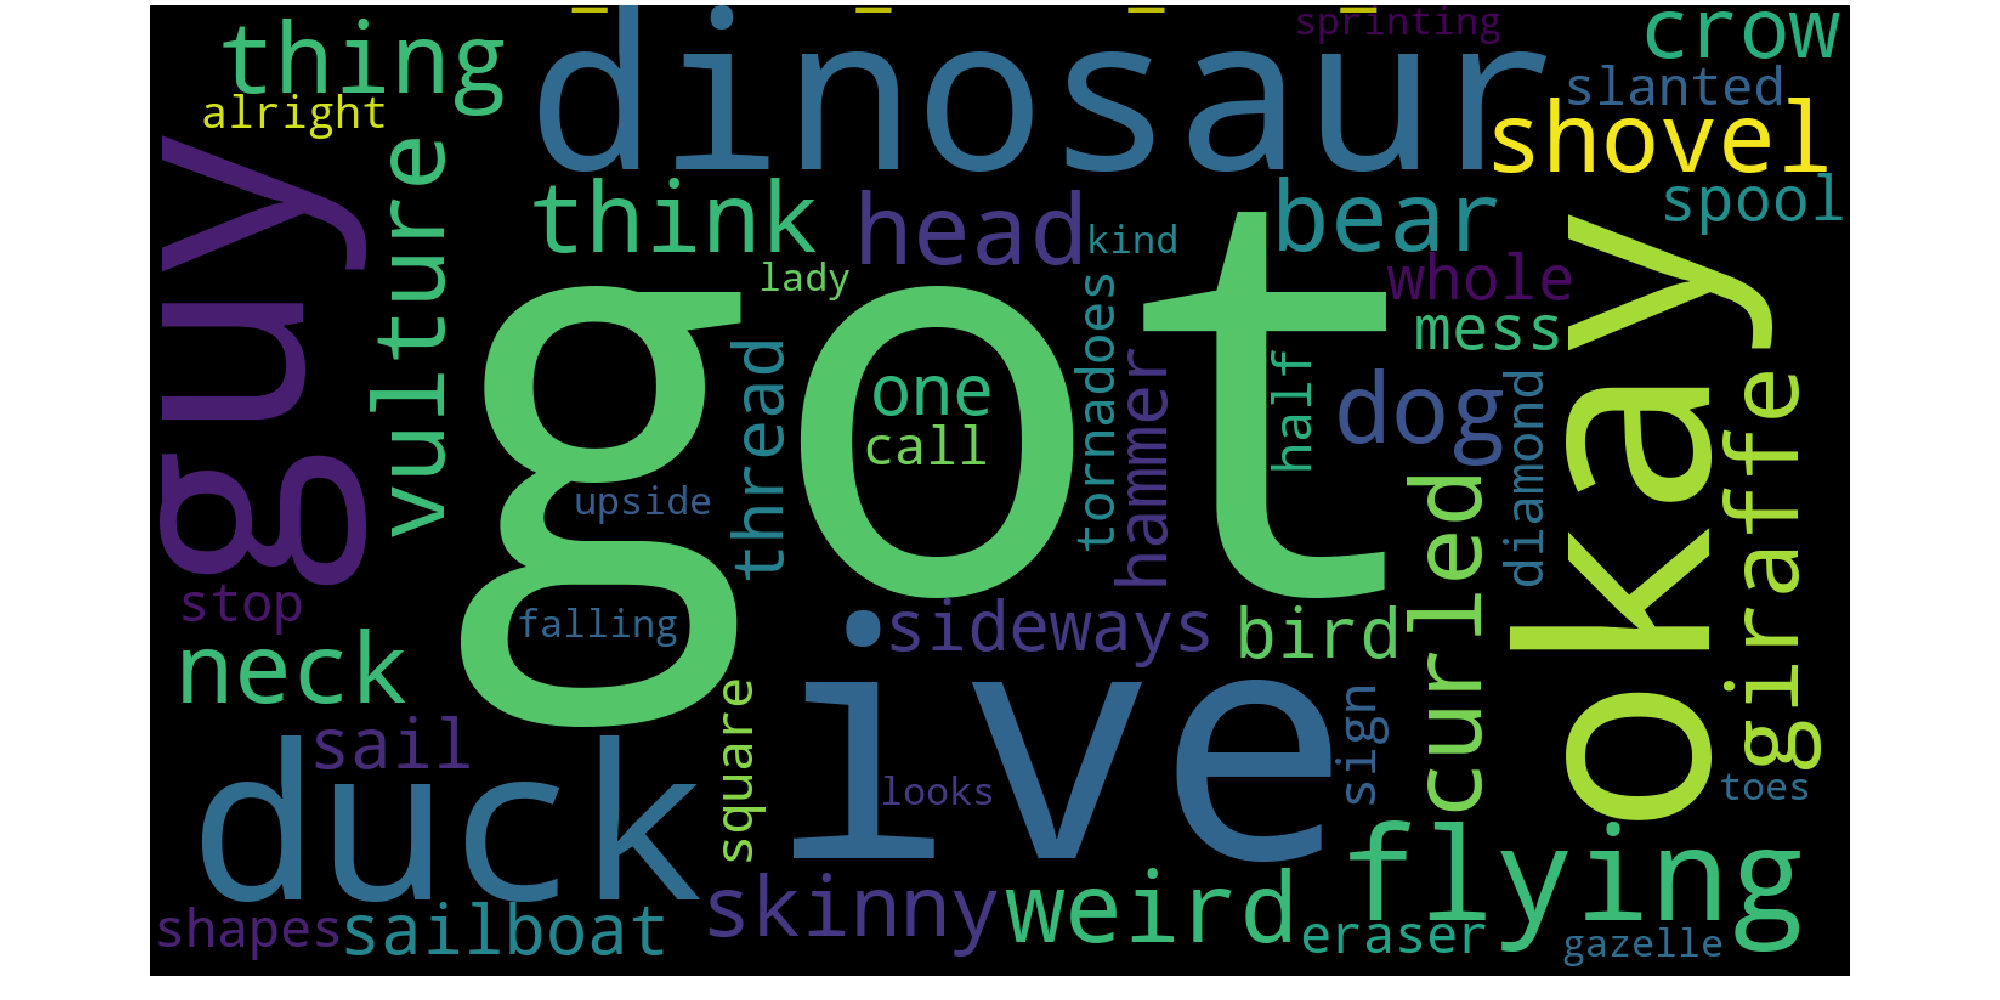 dinosaur
sprinting
crow
thing
slanted
alright
shovel
guy
vulture
think
head
kind
bear
spool
lady
whole
got
okay
mess
tornadoes
thread
one
call
hammer
half
dog
diamond
giraffe
upside
curled
stop
falling
sideways
bird
neck
ive
square
sign
sail
duck
looks
toes
flying
skinny
weird
shapes
sailboat
eraser
gazelle